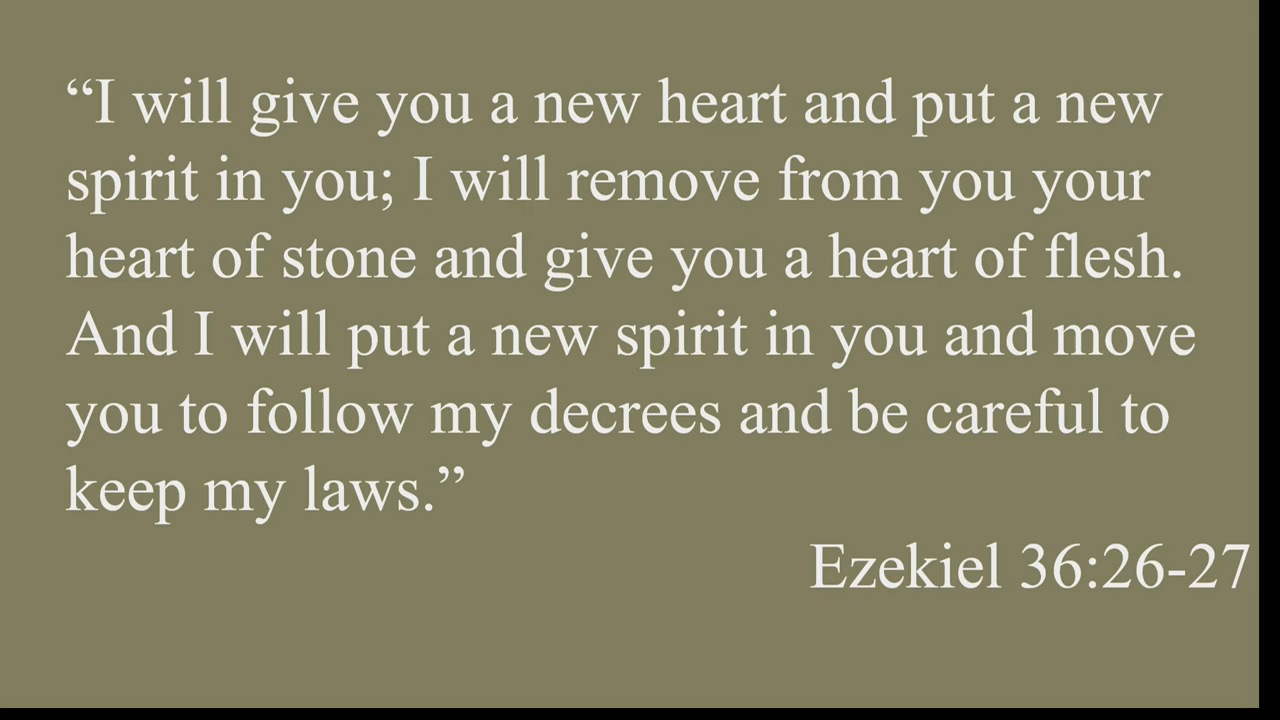 “I will give you a new heart and put a new
spirit in you; I will remove from you your
heart of stone and give you a heart of flesh.
And I will put a new spirit in you and move
you to follow my decrees and be careful to
keep my laws.”
Ezekiel 36:26-27